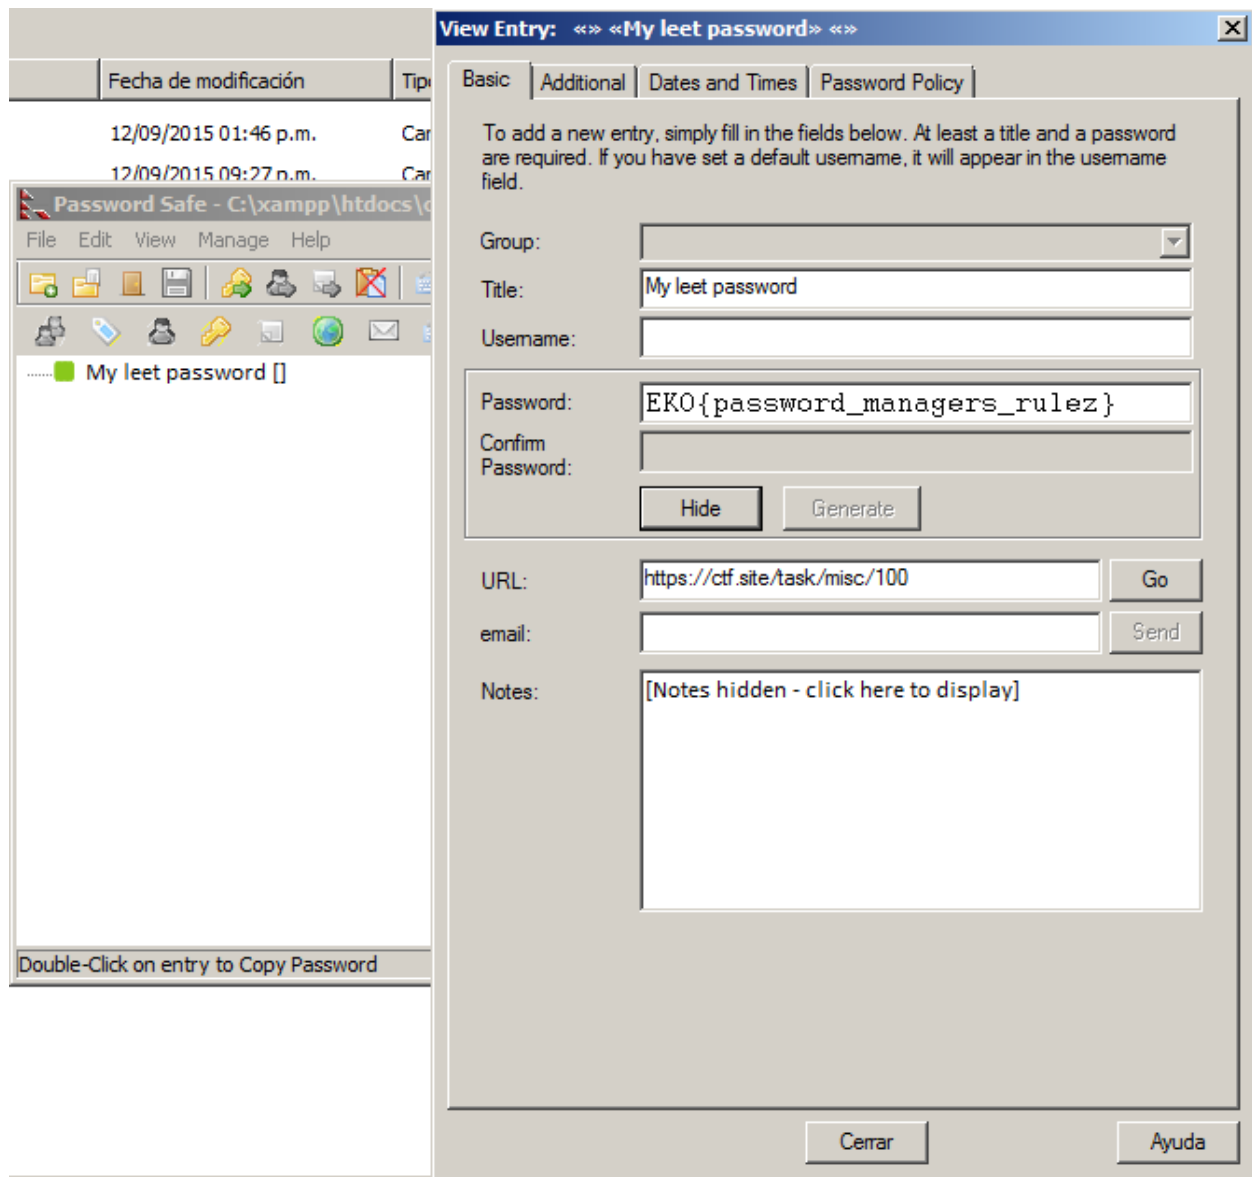 Fecha de modificación
12/09/2015 01:46 p.m.
12/09/2015 09:27 p.m.
Password Safe - C:\xampp\htdocs\
File Edit View Manage Help
My leet password []
Double-Click on entry to Copy Password
View Entry: «» «My leet password» «»
Basic Additional Dates and Times Password Policy
To add a new entry, simply fill in the fields below. At least a title and a password
are required. If you have set a default username, it will appear in the username
field.
Group:
Title: My leet password
Username:
Password: EKO{password_managers_rulez}
Confirm
Password:
Hide Generate
URL: https://ctf.site/task/misc/100 Go
email: Send
Notes: [Notes hidden - click here to display]
Cerrar Ayuda